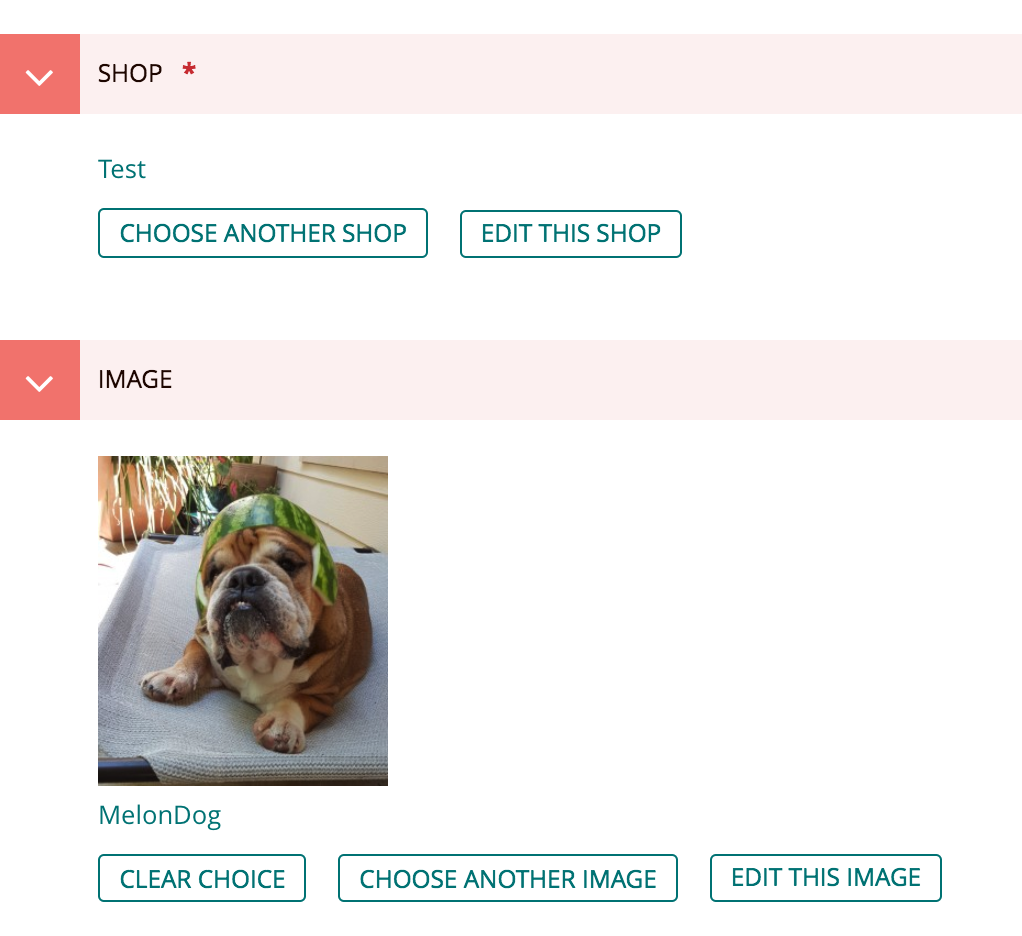 SHOP *
Test
CHOOSE ANOTHER SHOP EDIT THIS SHOP
IMAGE
MelonDog
CLEAR CHOICE CHOOSE ANOTHER IMAGE EDIT THIS IMAGE